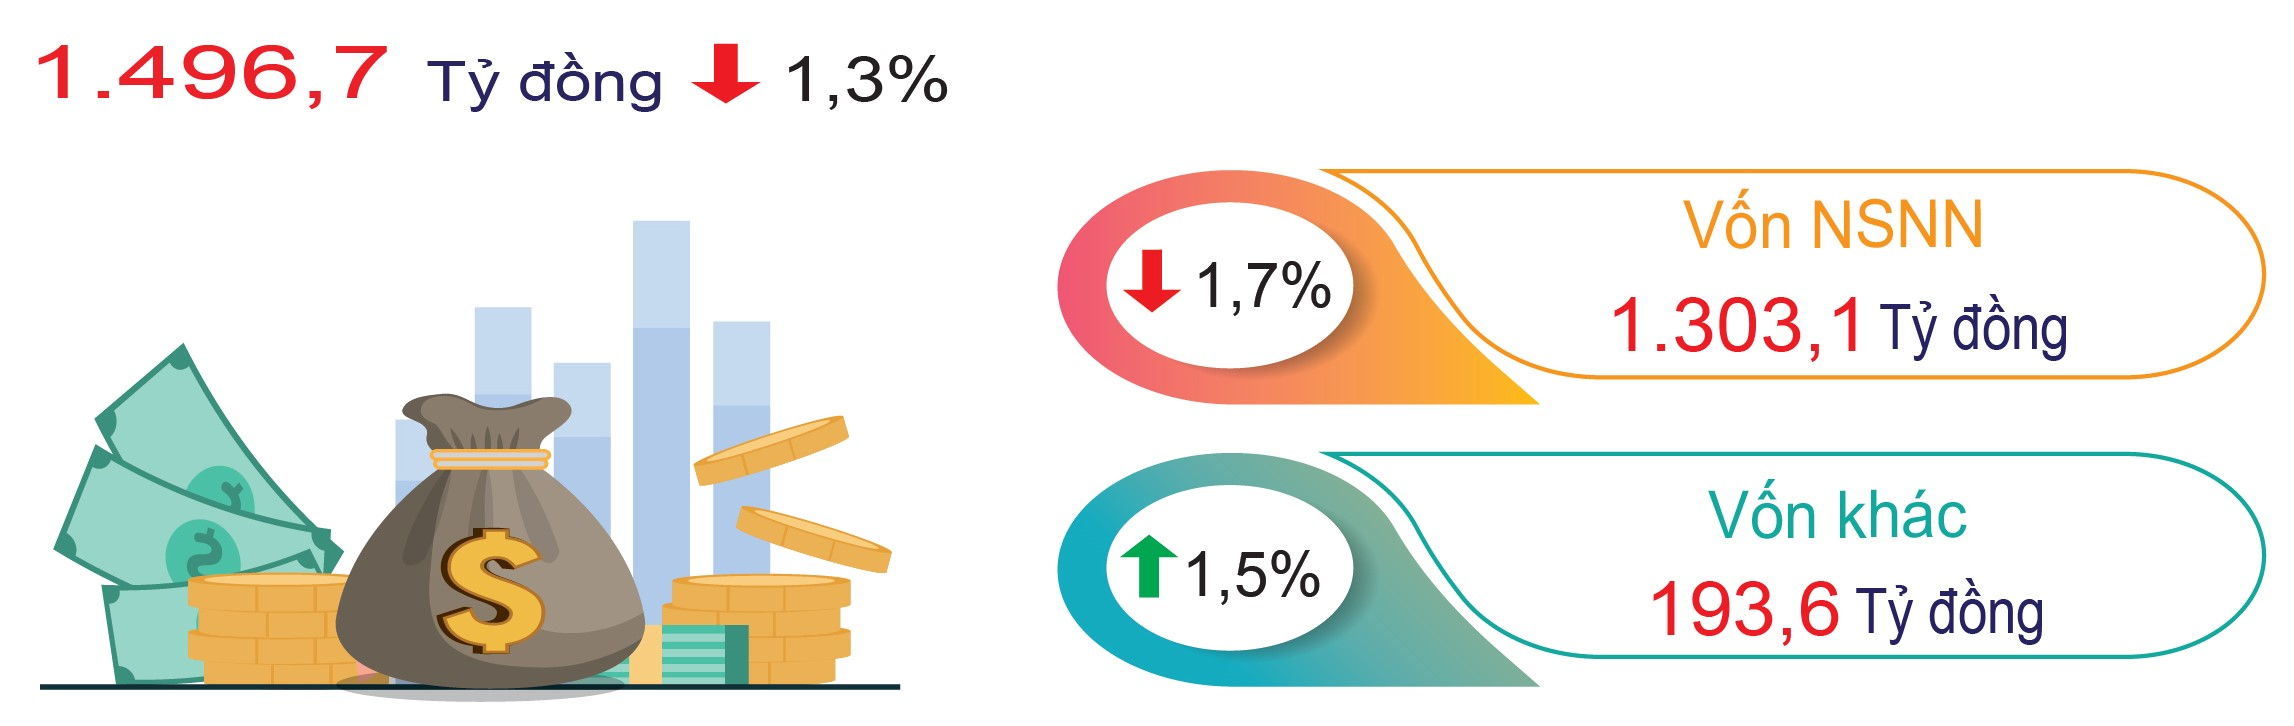 1.496,7 Tỷ đồng 1,3%
1,7%
Vốn NSNN
1.303,1 Tỷ đồng
1,5%
Vốn khác
193,6 Tỷ đồng